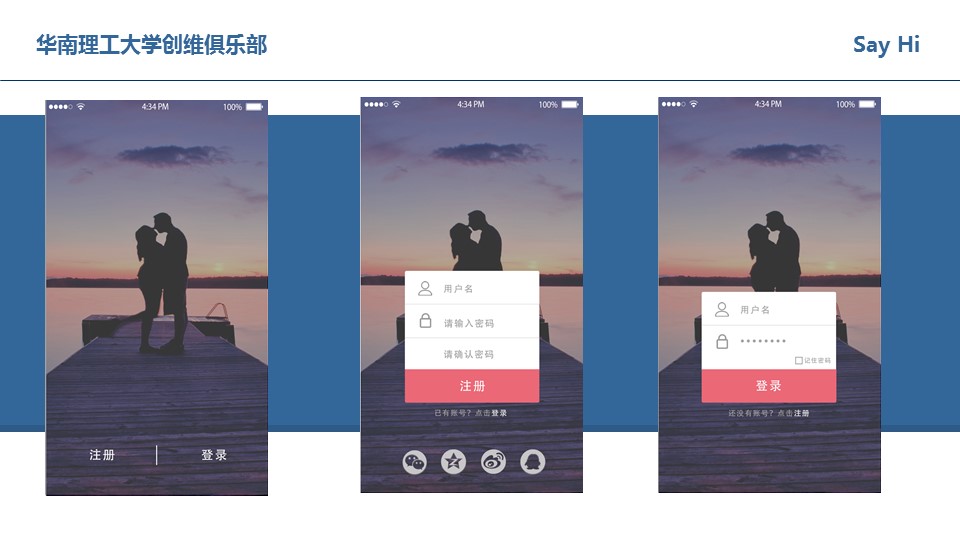 华南理工大学创维俱乐部
Say Hi
4:34 PM
100%
注册
登录
4:34 PM
100%
用户名
请输入密码
请确认密码
注册
已有账号？点击登录
4:34 PM
100%
用户名
********
记住密码
登录
还没有账号？点击注册